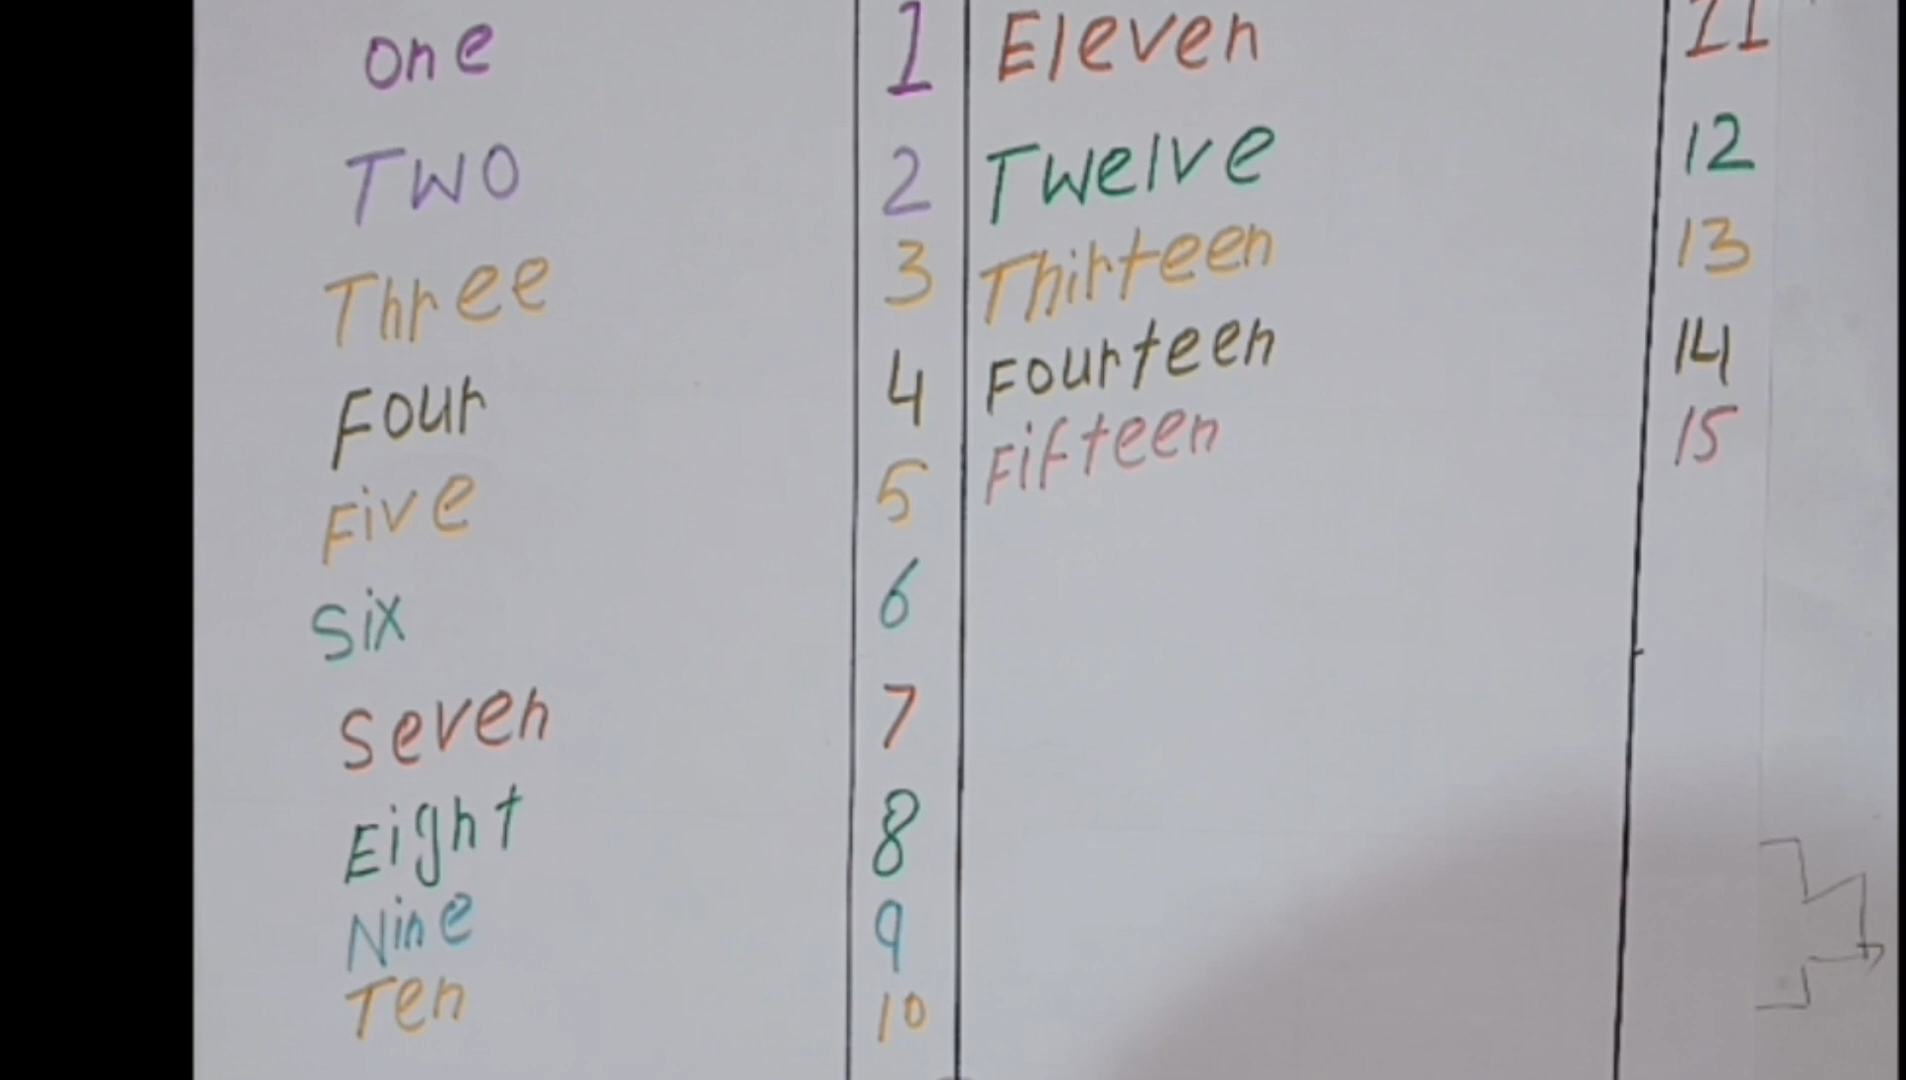 one 1 Eleven 11
Two 2 Twelve 12
Three 3 Thirteen 13
Four 4 Fourteen 14
Five 5 Fifteen 15
Six 6
Seven 7
Eight 8
Nine 9
Ten 10